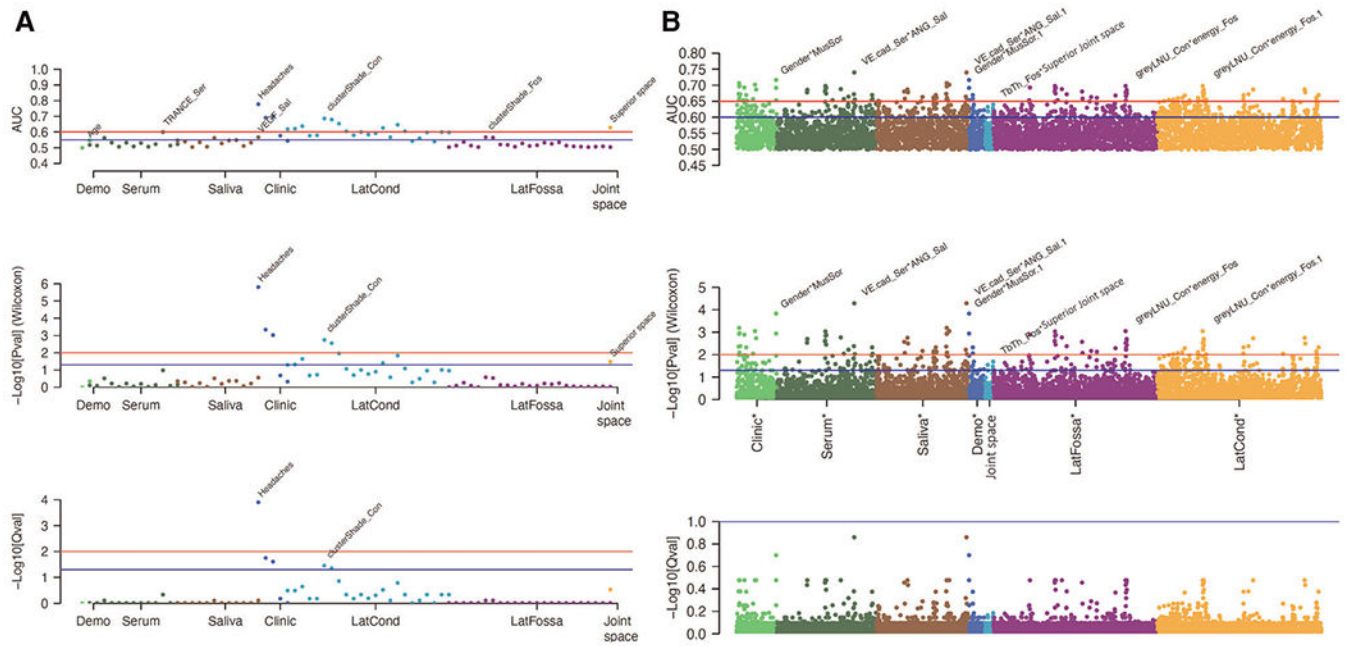 A
AUC
1.0
0.9
0.8
0.7
0.6
0.5
0.4
Age
TRANCE_Ser
VEGF_Sal
Headaches
clusterShade_Con
clusterShade_Fos
Superior space
Demo
Serum
Saliva
Clinic
LatCond
LatFossa
Joint
space
−Log10[Pval] (Wilcoxon)
6
5
4
3
2
1
0
Headaches
clusterShade_Con
Superior space
Demo
Serum
Saliva
Clinic
LatCond
LatFossa
Joint
space
−Log10[Qval]
4
3
2
1
0
Headaches
clusterShade_Con
Demo
Serum
Saliva
Clinic
LatCond
LatFossa
Joint
space
B
AUC
0.80
0.75
0.70
0.65
0.60
0.55
0.50
0.45
Gender*MusSor
VE.cad_Ser*ANG_Sal
VE.cad_Ser*ANG_Sal.1
Gender*MusSor.1
TbTh_Fos*Superior Joint space
greyLNU_Con*energy_Fos
greyLNU_Con*energy_Fos.1
−Log10[Pval] (Wilcoxon)
5
4
3
2
1
0
Gender*MusSor
VE.cad_Ser*ANG_Sal
VE.cad_Ser*ANG_Sal.1
Gender*MusSor.1
TbTh_Fos*Superior Joint space
greyLNU_Con*energy_Fos
greyLNU_Con*energy_Fos.1
Clinic*
Serum*
Saliva*
Demo*
Joint space
LatFossa*
LatCond*
−Log10[Qval]
1.0
0.8
0.6
0.4
0.2
0.0